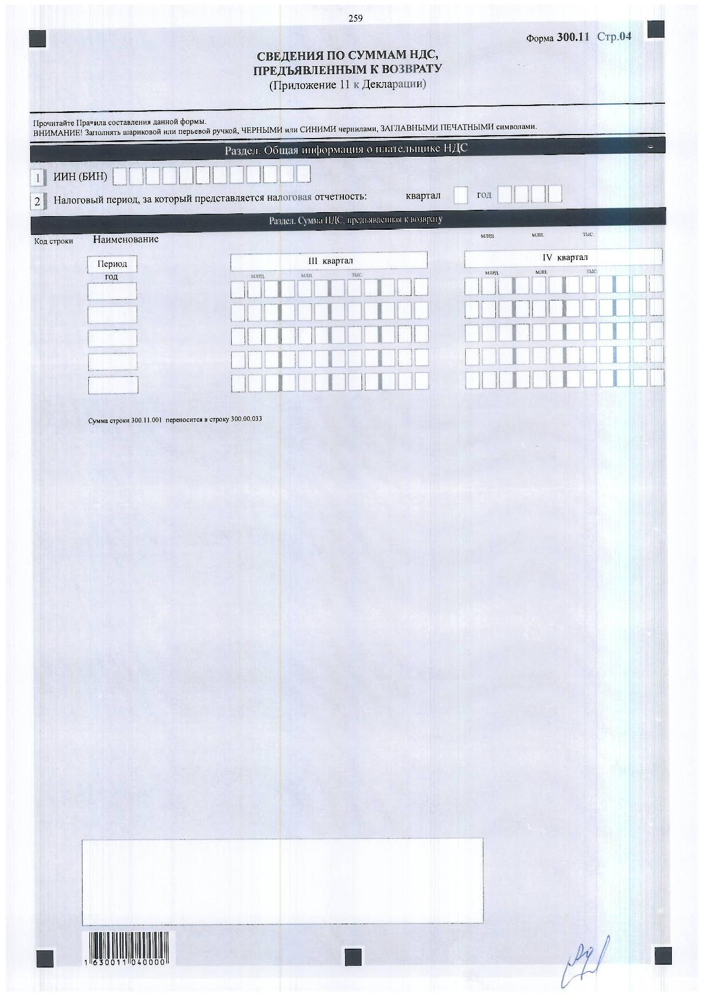 259
Форма 300.11 Стр.04
СВЕДЕНИЯ ПО СУММАМ НДС,
ПРЕДЪЯВЛЕННЫМ К ВОЗВРАТУ
(Приложение 11 к Декларации)
Прочитайте Правила составления данной формы.
ВНИМАНИЕ! Заполнять шариковой или перьевой ручкой, ЧЕРНЫМИ или СИНИМИ чернилами, ЗАГЛАВНЫМИ ПЕЧАТНЫМИ символами.
Раздел. Общая информация о плательщике НДС
1 ИИН (БИН)
2 Налоговый период, за который представляется налоговая отчетность: квартал год
Раздел. Сумма НДС, предъявленная к возврату
Код строки Наименование млрд. млн. тыс.
Период III квартал IV квартал
год млрд. млн. тыс. млрд. млн. тыс.
Сумма строки 300.11.001 переносится в строку 300.00.033
1 630011 040000